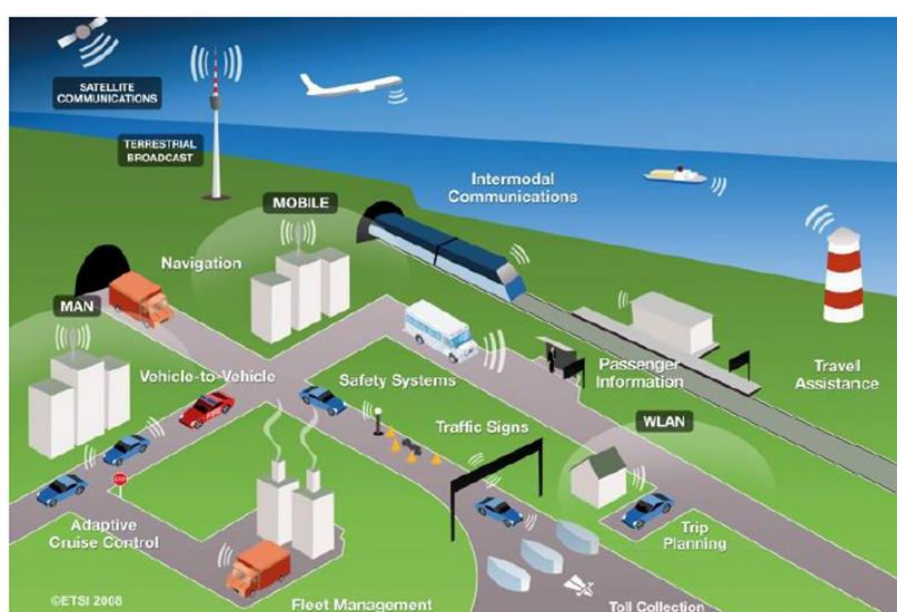 SATELLITE
COMMUNICATIONS
TERRESTRIAL
BROADCAST
MOBILE
Intermodal
Communications
Navigation
MAN
Vehicle-to-Vehicle
Safety Systems
Passenger
Information
Travel
Assistance
Traffic Signs
WLAN
Adaptive
Cruise Control
Trip
Planning
©ETSI 2008
Fleet Management
Toll Collection